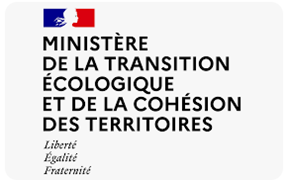 MINISTÈRE
DE LA TRANSITION
ÉCOLOGIQUE
ET DE LA COHÉSION
DES TERRITOIRES
Liberté
Égalité
Fraternité